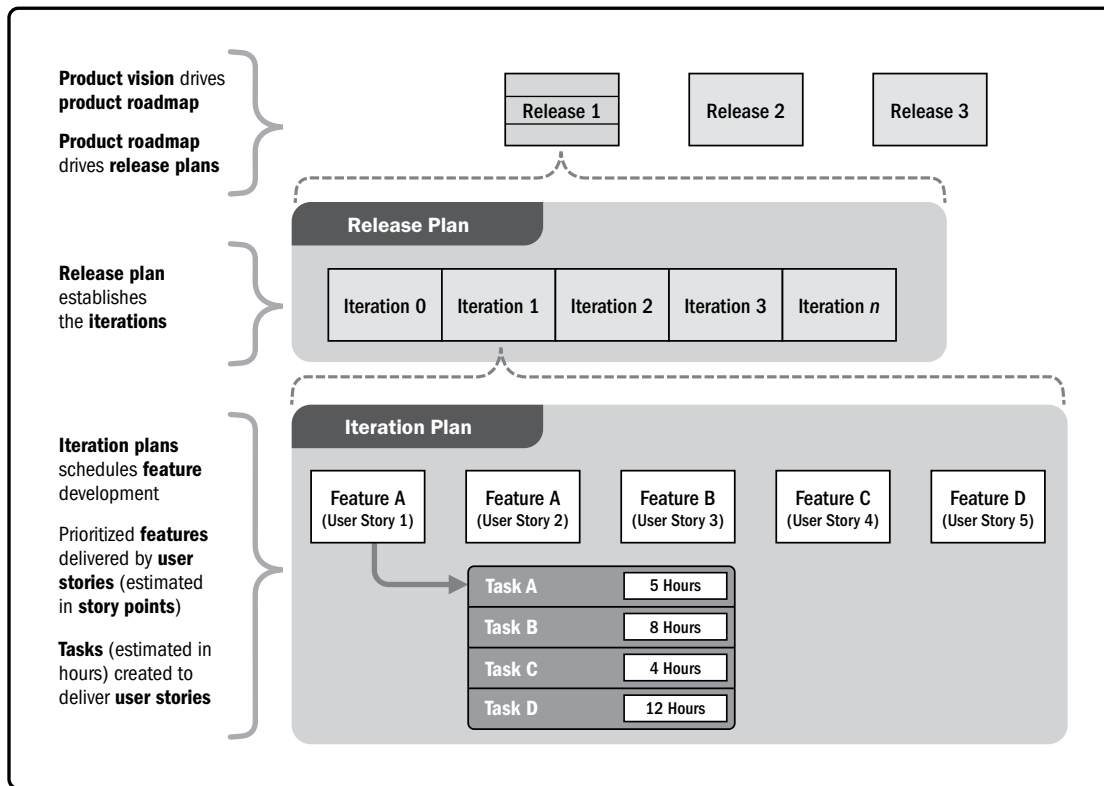 Product vision drives
product roadmap
Product roadmap
drives release plans
Release 1
Release 2
Release 3
Release Plan
Release plan
establishes
the iterations
Iteration 0
Iteration 1
Iteration 2
Iteration 3
Iteration n
Iteration Plan
Iteration plans
schedules feature
development
Prioritized features
delivered by user
stories (estimated
in story points)
Tasks (estimated in
hours) created to
deliver user stories
Feature A
(User Story 1)
Feature A
(User Story 2)
Feature B
(User Story 3)
Feature C
(User Story 4)
Feature D
(User Story 5)
Task A
5 Hours
Task B
8 Hours
Task C
4 Hours
Task D
12 Hours